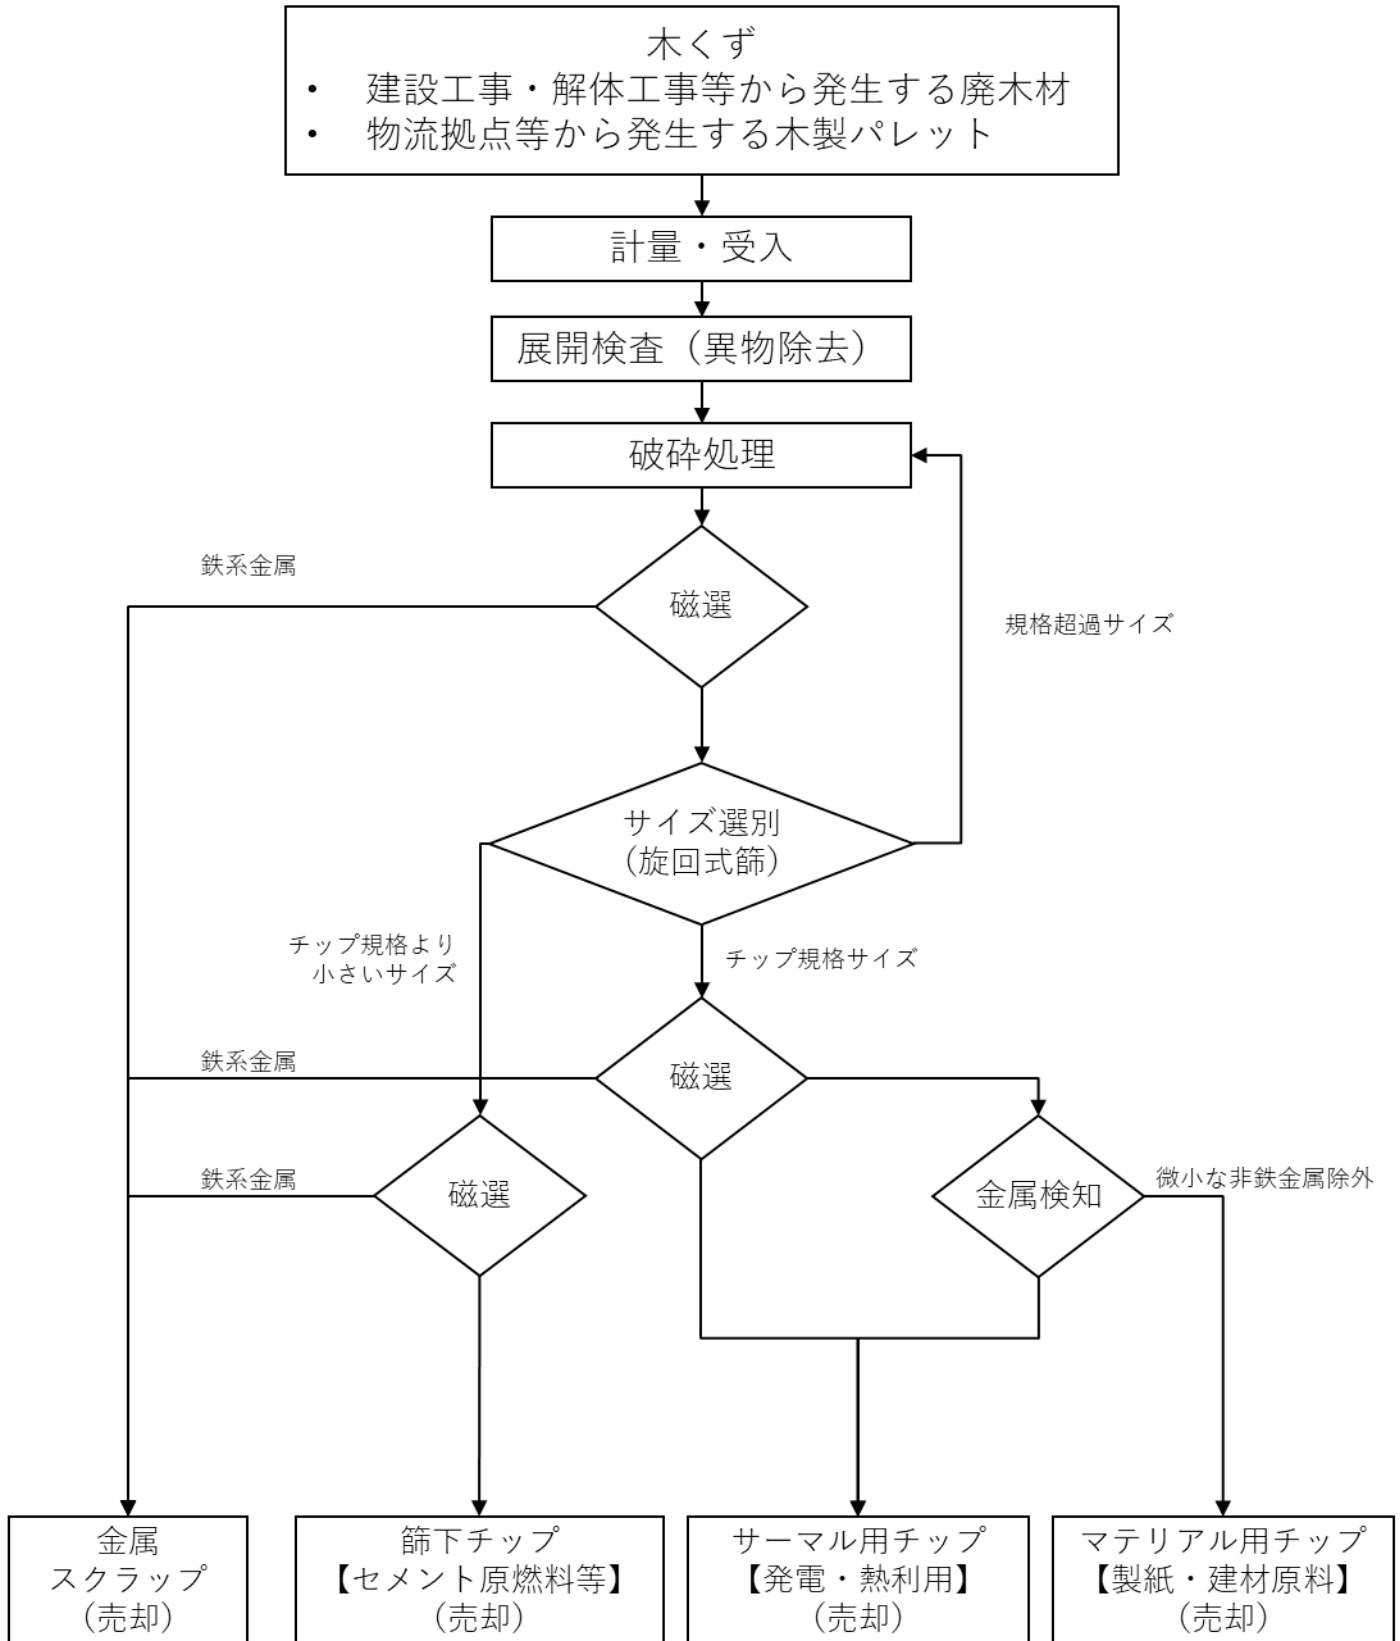 木くず
• 建設工事・解体工事等から発生する廃木材
• 物流拠点等から発生する木製パレット
計量・受入
展開検査（異物除去）
破砕処理
鉄系金属
磁選
規格超過サイズ
サイズ選別
（旋回式篩）
チップ規格より
小さいサイズ
チップ規格サイズ
鉄系金属
磁選
鉄系金属
磁選
金属検知
微小な非鉄金属除外
金属
スクラップ
（売却）
篩下チップ
【セメント原燃料等】
（売却）
サーマル用チップ
【発電・熱利用】
（売却）
マテリアル用チップ
【製紙・建材原料】
（売却）